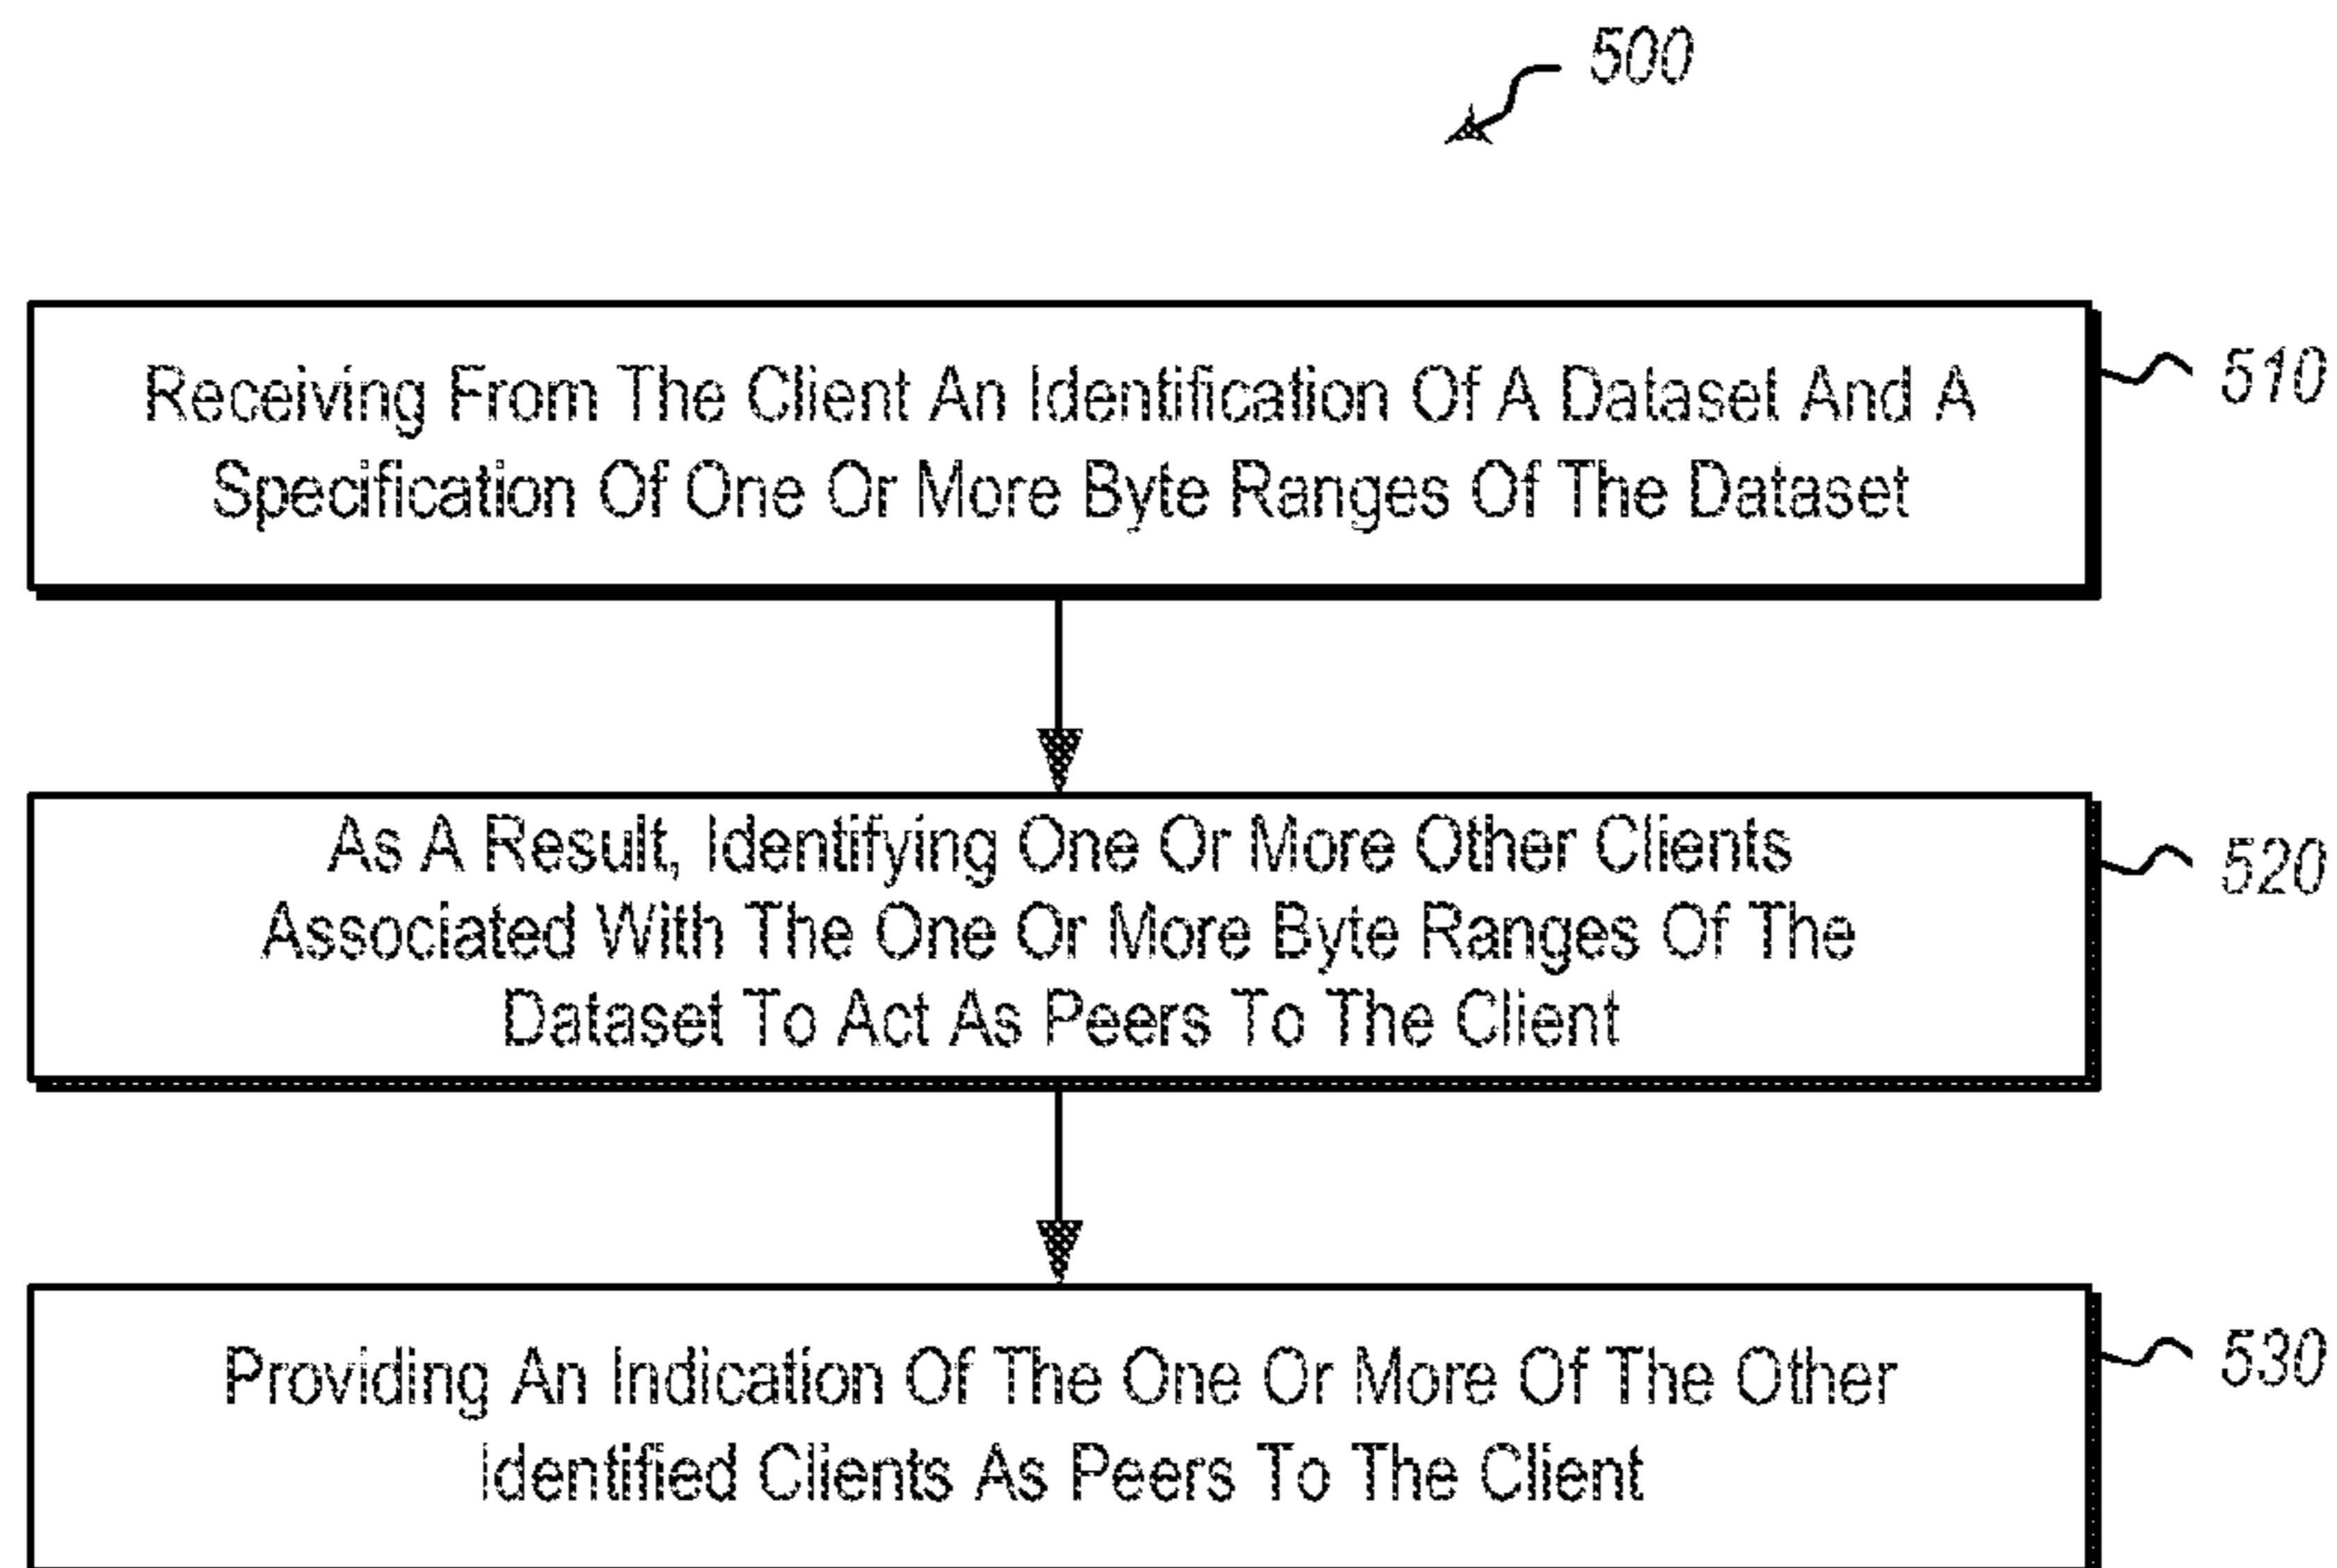 500
Receiving From The Client An Identification Of A Dataset And A
Specification Of One Or More Byte Ranges Of The Dataset
510
As A Result, Identifying One Or More Other Clients
Associated With The One Or More Byte Ranges Of The
Dataset To Act As Peers To The Client
520
Providing An Indication Of The One Or More Of The Other
Identified Clients As Peers To The Client
530